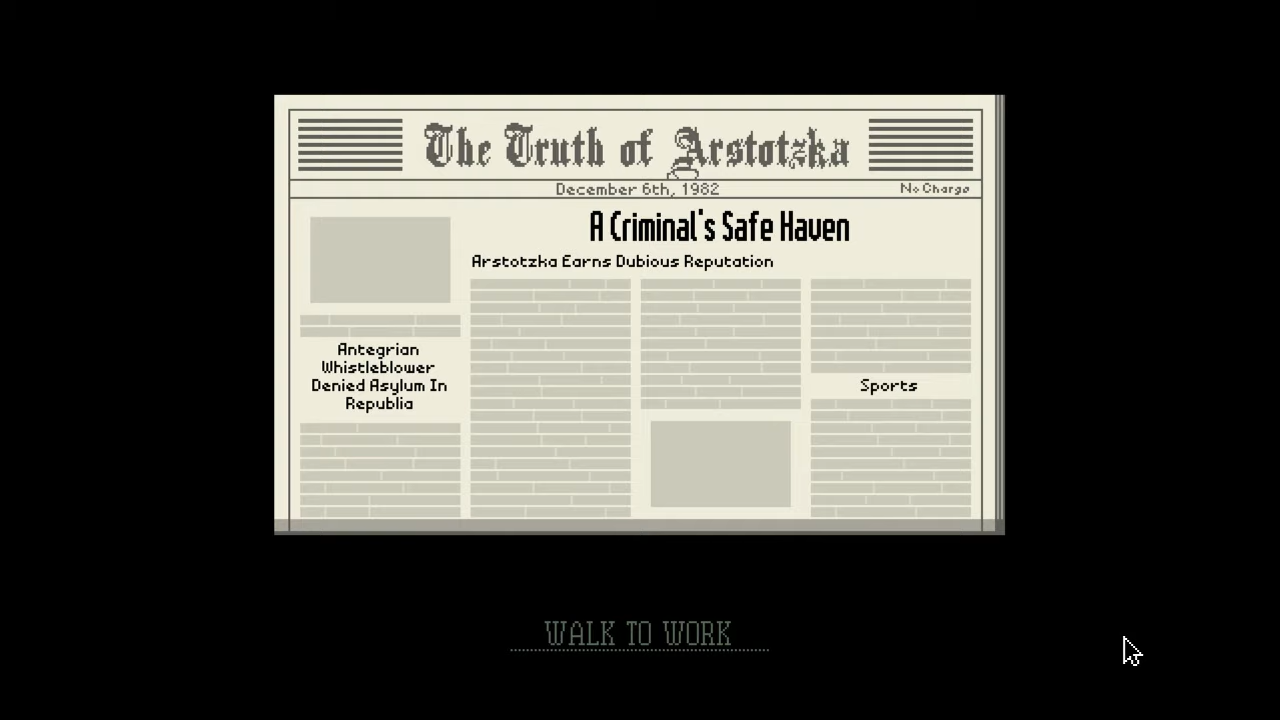 The Truth of Arstotzka
December 6th, 1982
No Charge
A Criminal's Safe Haven
Arstotzka Earns Dubious Reputation
Antegrian
Whistleblower
Denied Asylum In
Republia
Sports
WALK TO WORK